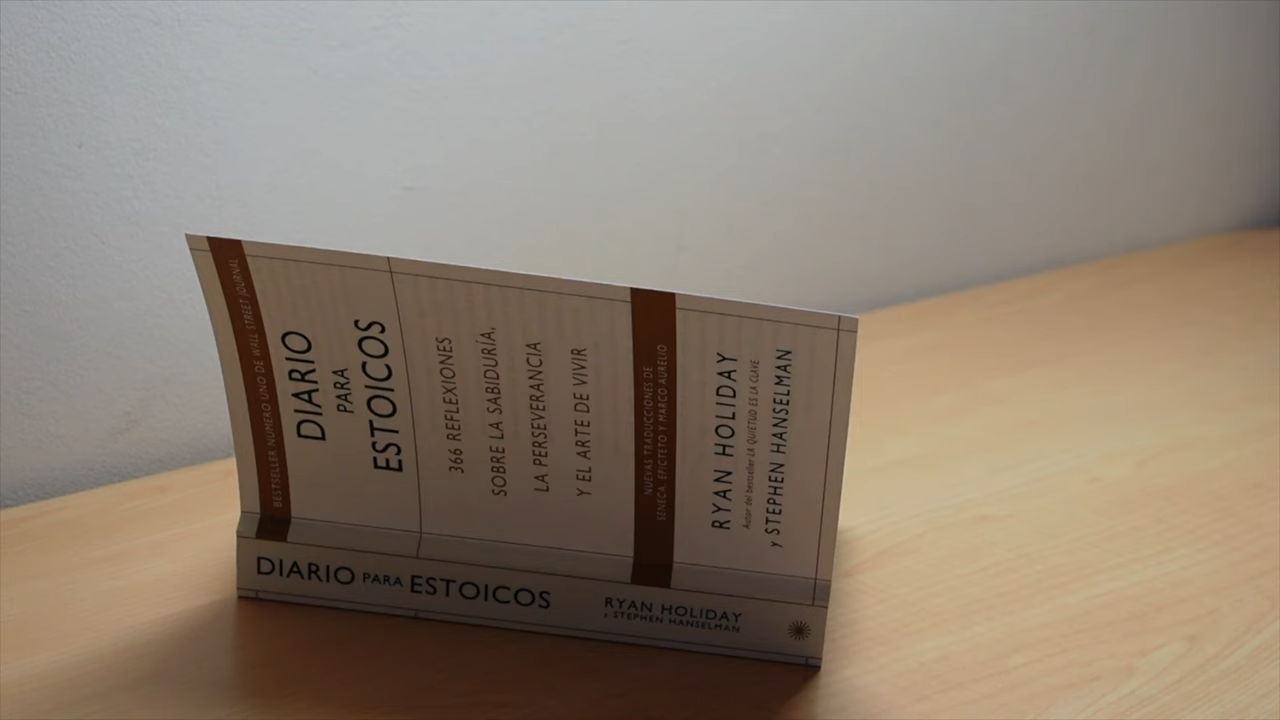 BESTSELLER NÚMERO UNO DE WALL STREET JOURNAL
DIARIO
PARA
ESTOICOS
366 REFLEXIONES
SOBRE LA SABIDURÍA,
LA PERSEVERANCIA
Y EL ARTE DE VIVIR
NUEVAS TRADUCCIONES DE
SENECA, EPICTETO Y MARCO AURELIO
RYAN HOLIDAY
Autor del bestseller LA QUIETUD ES LA CLAVE
y STEPHEN HANSELMAN
DIARIO PARA ESTOICOS
RYAN HOLIDAY
y STEPHEN HANSELMAN